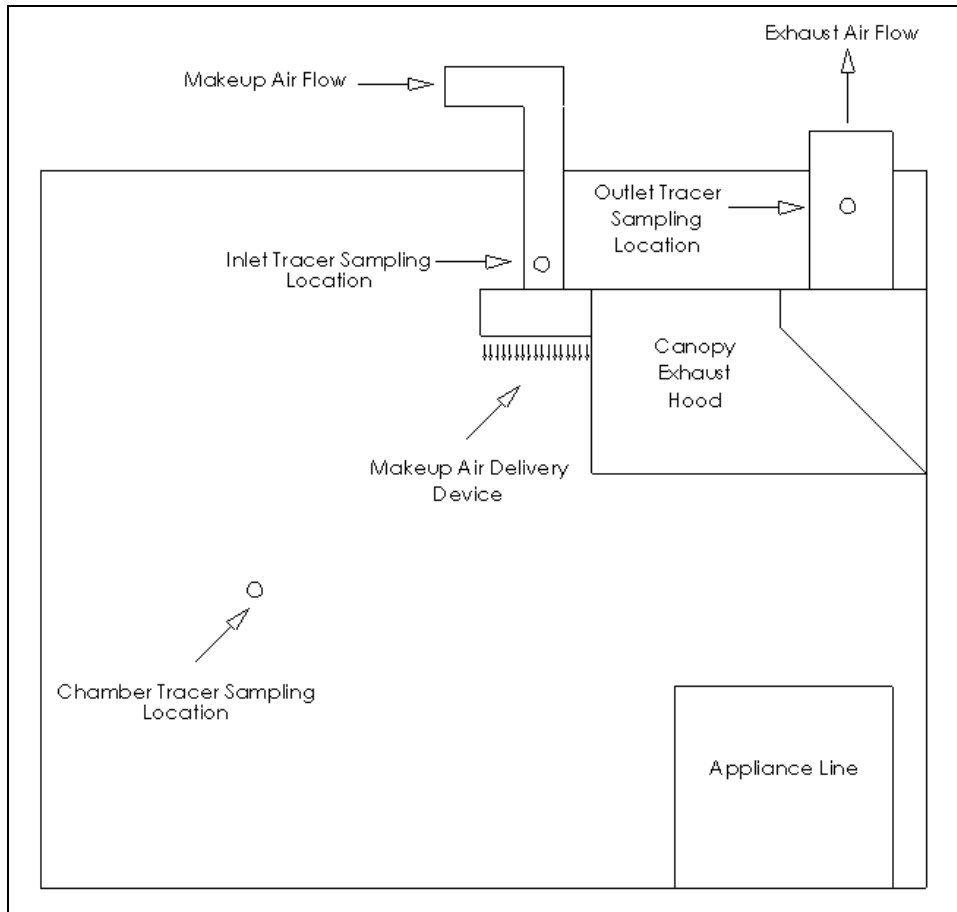 Exhaust Air Flow
Makeup Air Flow
Outlet Tracer
Sampling
Location
Inlet Tracer Sampling
Location
Canopy
Exhaust
Hood
Makeup Air Delivery
Device
Chamber Tracer Sampling
Location
Appliance Line